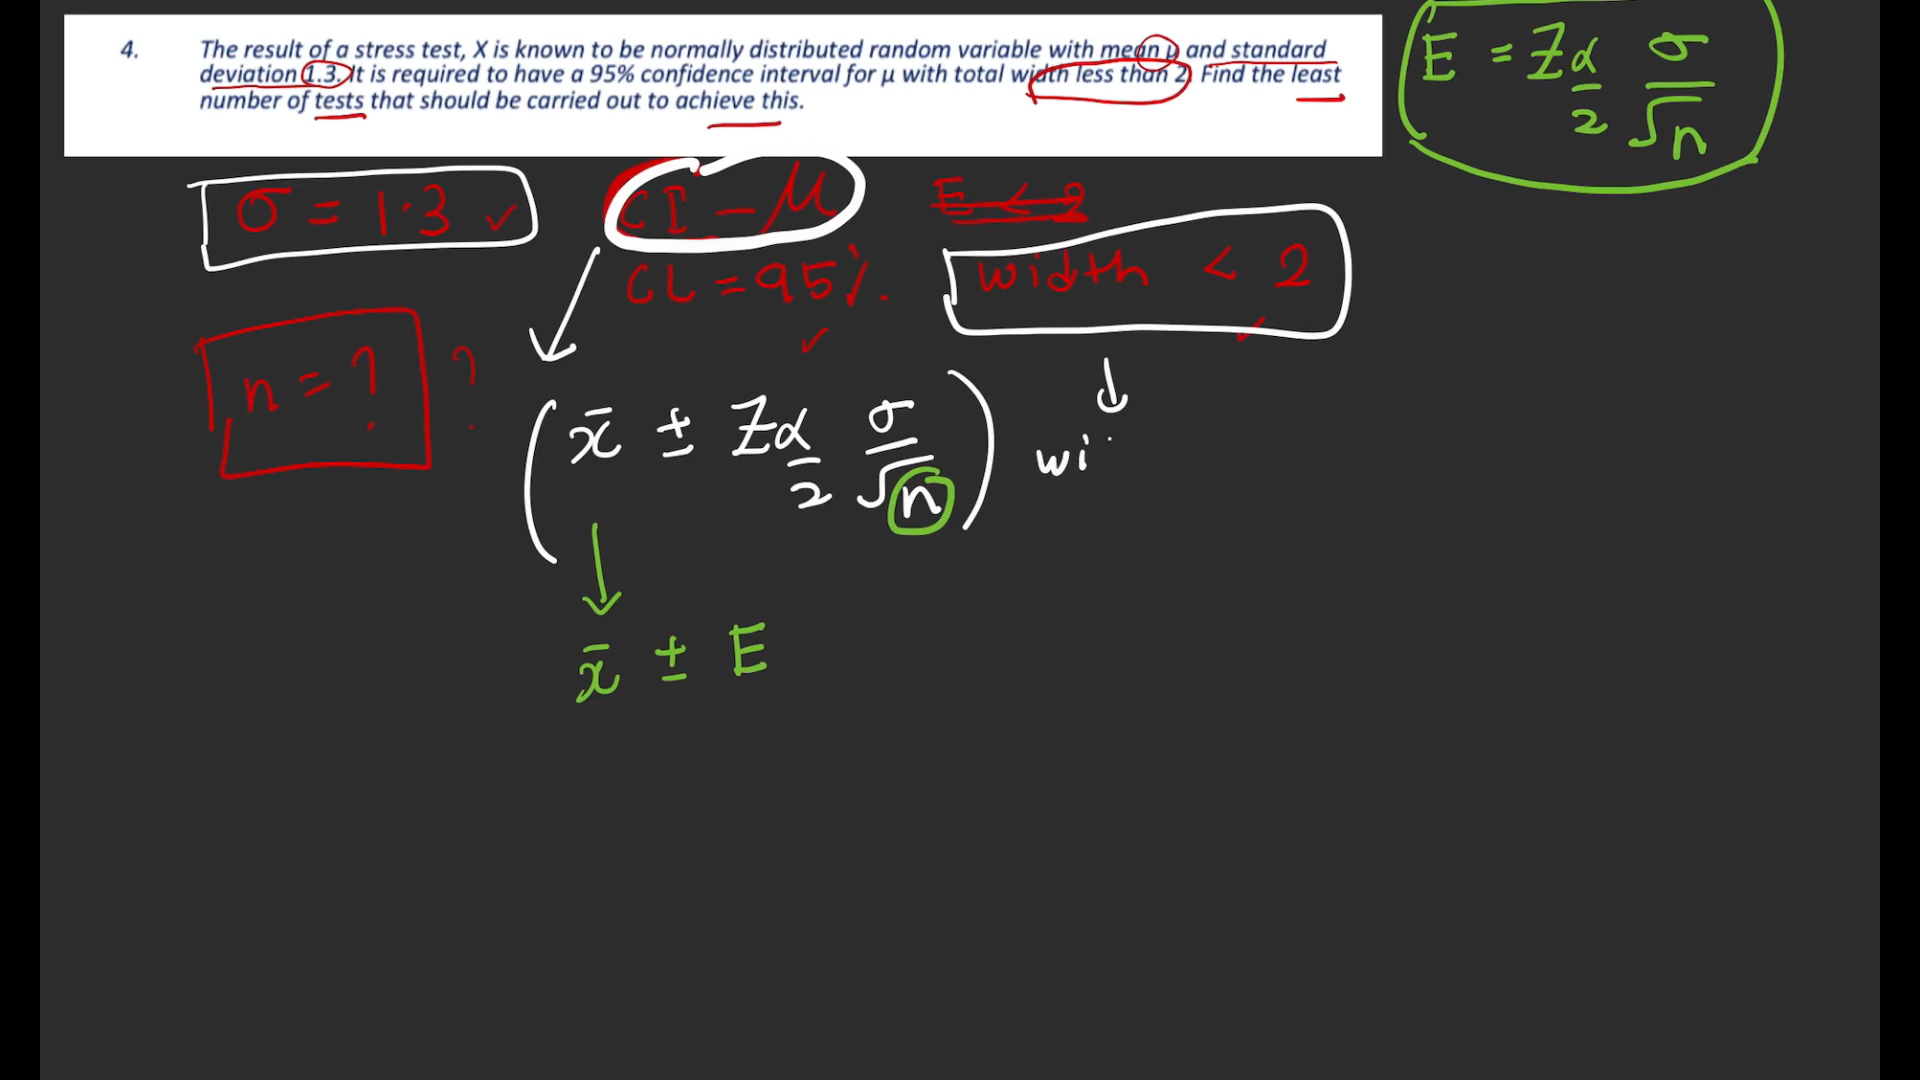 4. The result of a stress test, X is known to be normally distributed random variable with mean μ and standard
deviation 1.3. It is required to have a 95% confidence interval for μ with total width less than 2. Find the least
number of tests that should be carried out to achieve this.
E = Zα/2 σ/√n
σ = 1.3 ✓
CI - μ
E < 2
CL = 95%.
✓
width < 2
✓
n = ? ?
(x̄ ± Zα/2 σ/√n) wi
x̄ ± E